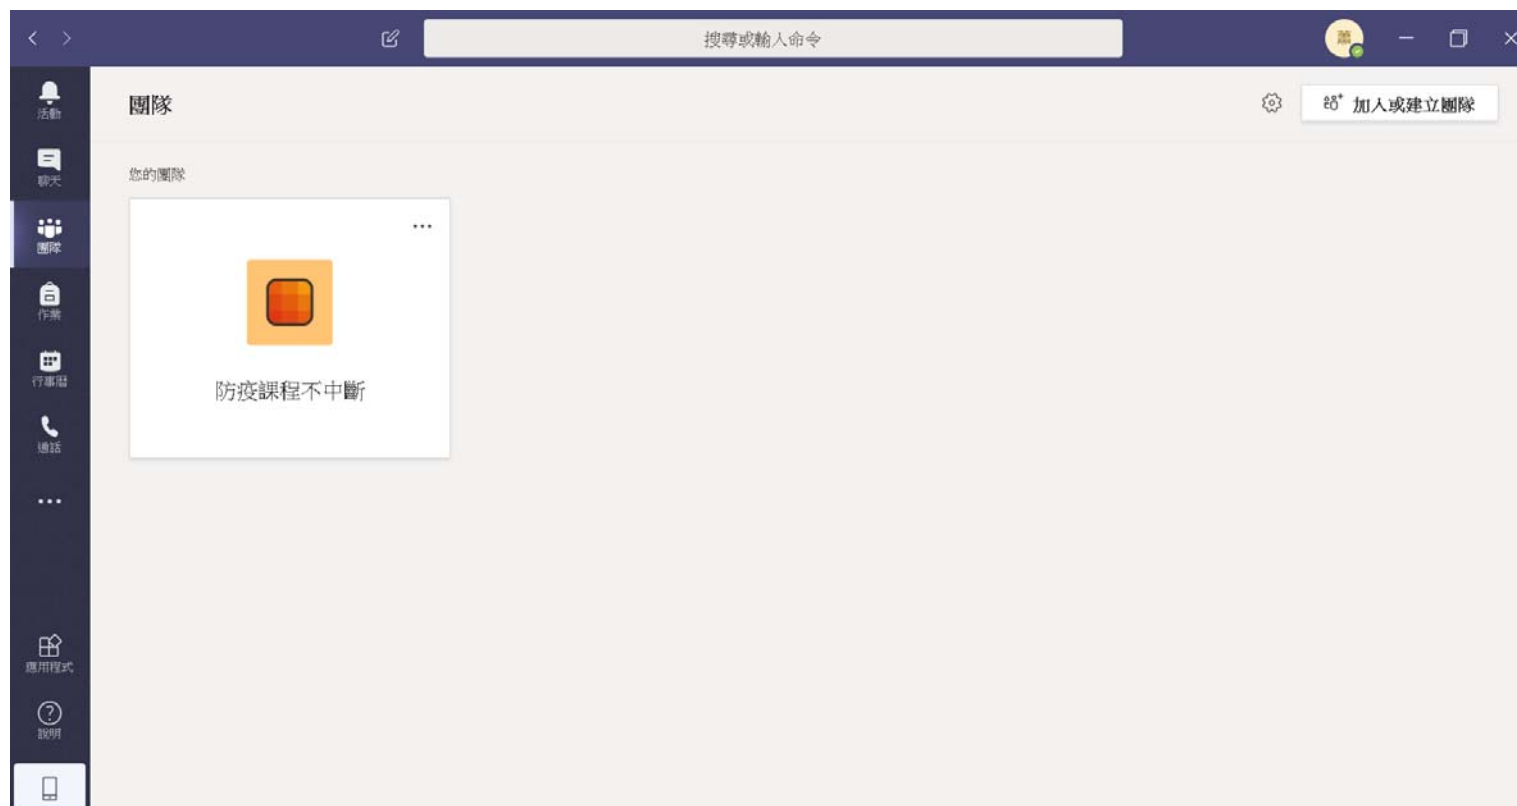 搜尋或輸入命令
蕭
活動
團隊
加入或建立團隊
聊天
您的團隊
團隊
作業
行事曆
防疫課程不中斷
通話
應用程式
說明